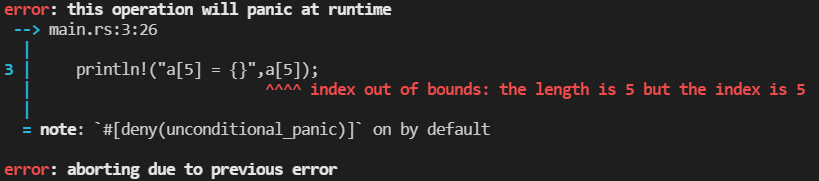 error: this operation will panic at runtime
 --> main.rs:3:26
  |
3 |     println!("a[5] = {}",a[5]);
  |                          ^^^^ index out of bounds: the length is 5 but the index is 5
  |
  = note: `#[deny(unconditional_panic)]` on by default
error: aborting due to previous error